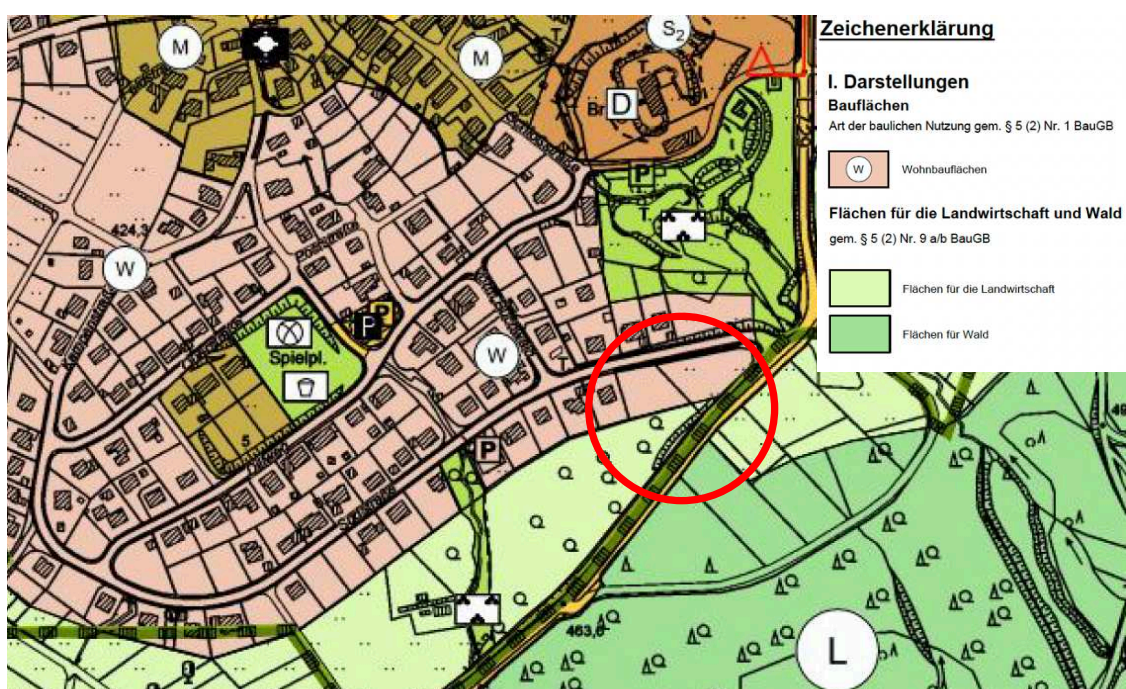 M
M
S2
Br D
P
424,3
W
P
P
Spielpl.
W
5
P
463,6
L
Zeichenerklärung
I. Darstellungen
Bauflächen
Art der baulichen Nutzung gem. § 5 (2) Nr. 1 BauGB
W Wohnbauflächen
Flächen für die Landwirtschaft und Wald
gem. § 5 (2) Nr. 9 a/b BauGB
Flächen für die Landwirtschaft
Flächen für Wald